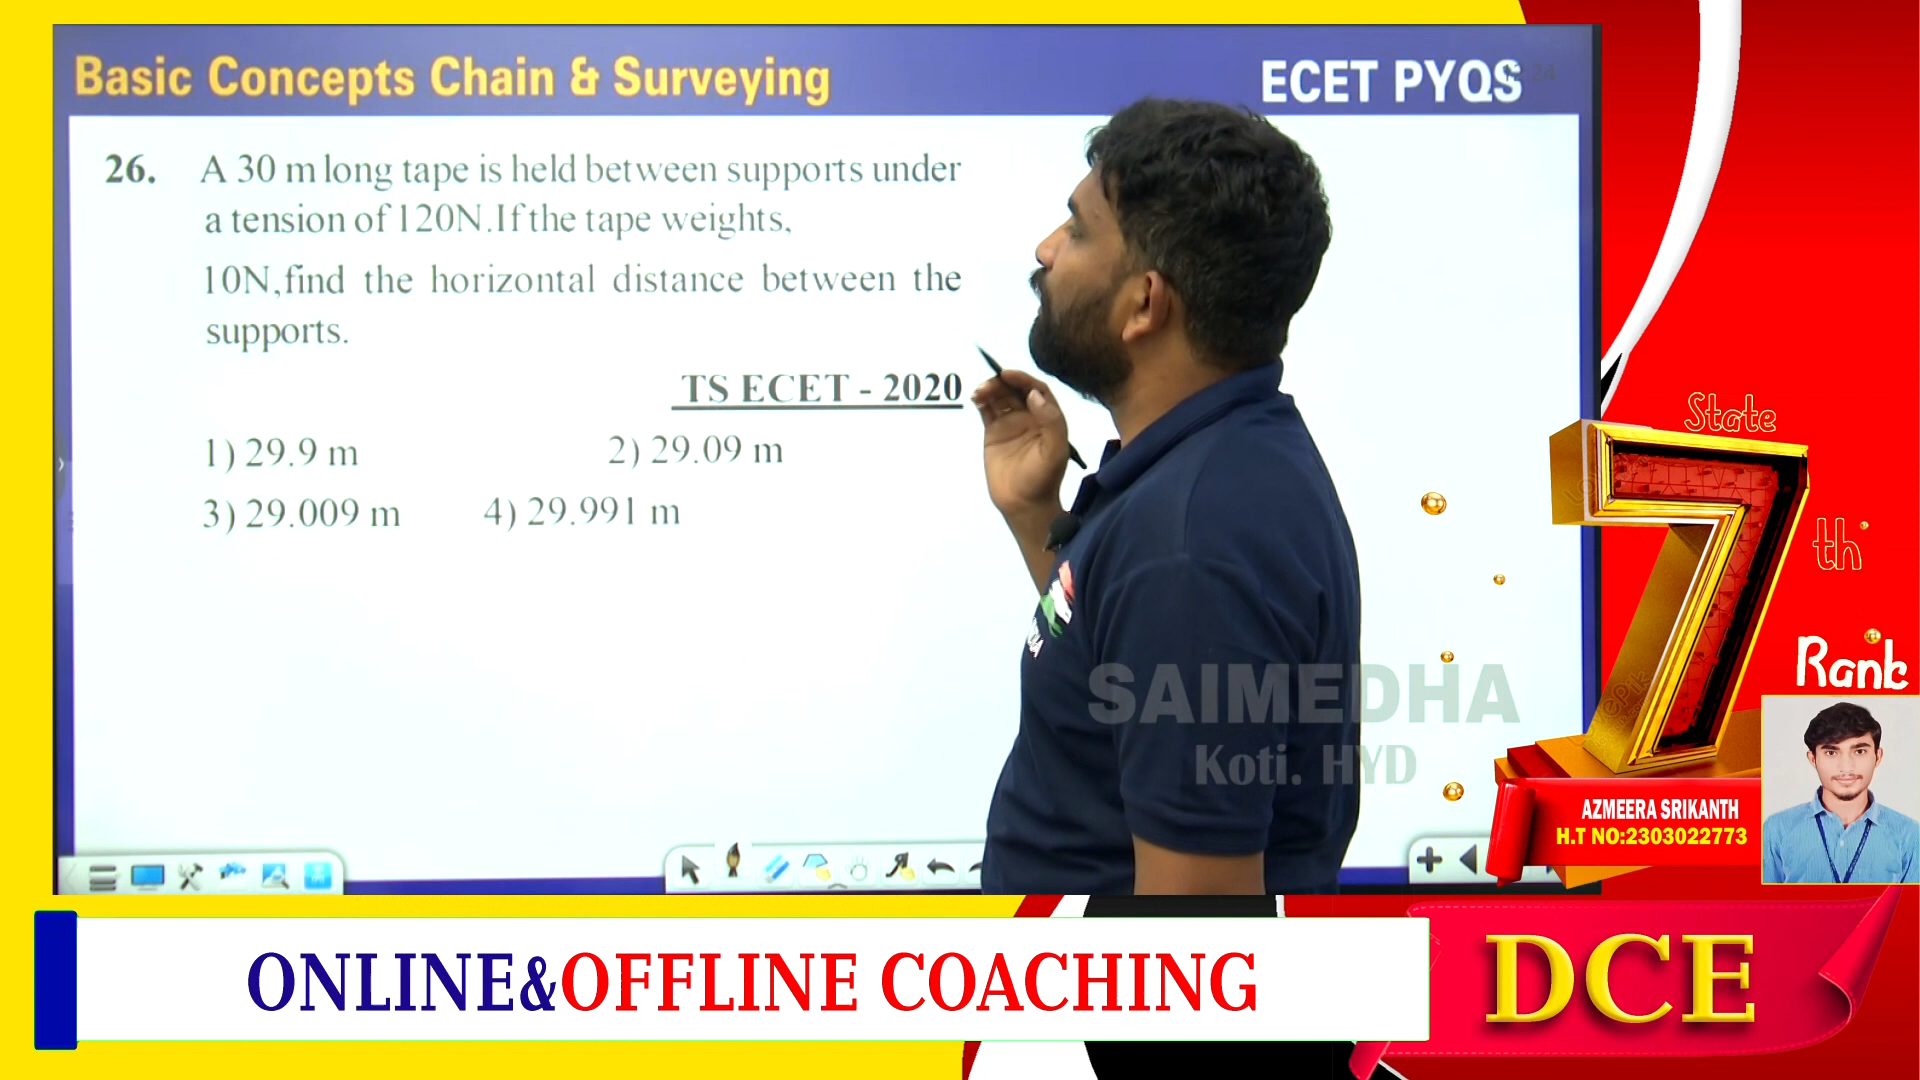 Basic Concepts Chain & Surveying
ECET PYQS
26. A 30 m long tape is held between supports under
a tension of 120N.If the tape weights,
10N,find the horizontal distance between the
supports.
TS ECET - 2020
1) 29.9 m 2) 29.09 m
3) 29.009 m 4) 29.991 m
State
7
th
Rank
SAIMEDHA
Koti. HYD
AZMEERA SRIKANTH
H.T NO:2303022773
ONLINE&OFFLINE COACHING
DCE